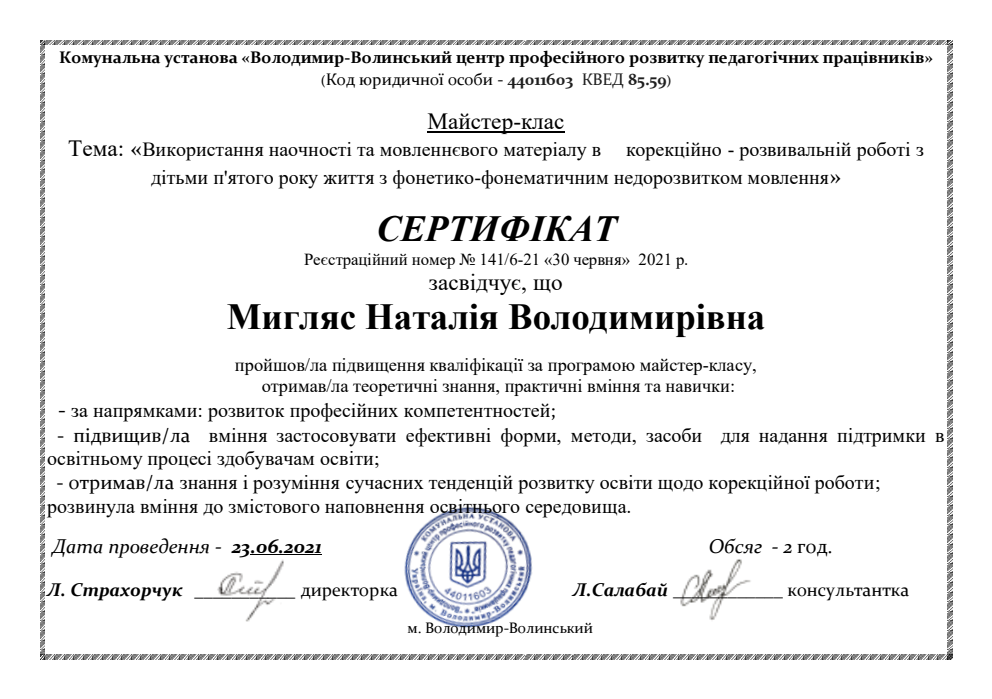 Комунальна установа «Володимир-Волинський центр професійного розвитку педагогічних працівників»
(Код юридичної особи - 44011603 КВЕД 85.59)
Майстер-клас
Тема: «Використання наочності та мовленнєвого матеріалу в корекційно - розвивальній роботі з
дітьми п'ятого року життя з фонетико-фонематичним недорозвитком мовлення»
СЕРТИФІКАТ
Реєстраційний номер № 141/6-21 «30 червня» 2021 р.
засвідчує, що
Мигляс Наталія Володимирівна
пройшов/ла підвищення кваліфікації за програмою майстер-класу,
отримав/ла теоретичні знання, практичні вміння та навички:
- за напрямками: розвиток професійних компетентностей;
- підвищив/ла вміння застосовувати ефективні форми, методи, засоби для надання підтримки в
освітньому процесі здобувачам освіти;
- отримав/ла знання і розуміння сучасних тенденцій розвитку освіти щодо корекційної роботи;
розвинула вміння до змістового наповнення освітнього середовища.
Дата проведення - 23.06.2021 Обсяг - 2 год.
Л. Страхорчук директорка Л.Салабай консультантка
КОМУНАЛЬНА УСТАНОВА
Україна, м. Володимир-Волинський
44011603
м. Володимир-Волинський